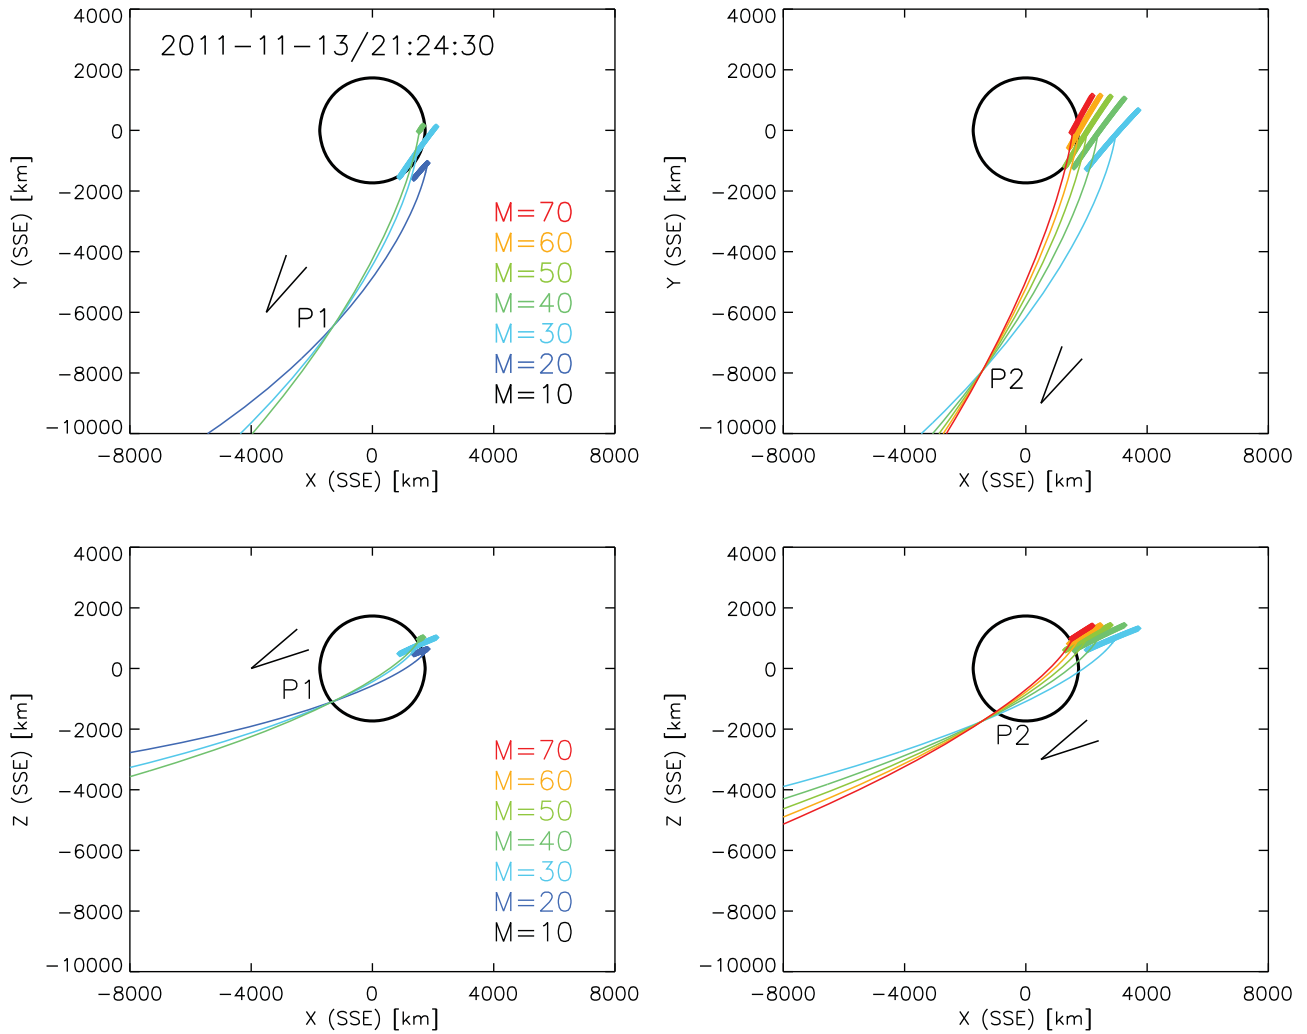 4000
2011-11-13/21:24:30
2000
0
-2000
-4000
-6000
-8000
-10000
Y (SSE) [km]
P1
M=70
M=60
M=50
M=40
M=30
M=20
M=10
-8000 -4000 0 4000 8000
X (SSE) [km]
4000
2000
0
-2000
-4000
-6000
-8000
-10000
Y (SSE) [km]
P2
-8000 -4000 0 4000 8000
X (SSE) [km]
4000
2000
0
-2000
-4000
-6000
-8000
-10000
Z (SSE) [km]
P1
M=70
M=60
M=50
M=40
M=30
M=20
M=10
-8000 -4000 0 4000 8000
X (SSE) [km]
4000
2000
0
-2000
-4000
-6000
-8000
-10000
Z (SSE) [km]
P2
-8000 -4000 0 4000 8000
X (SSE) [km]